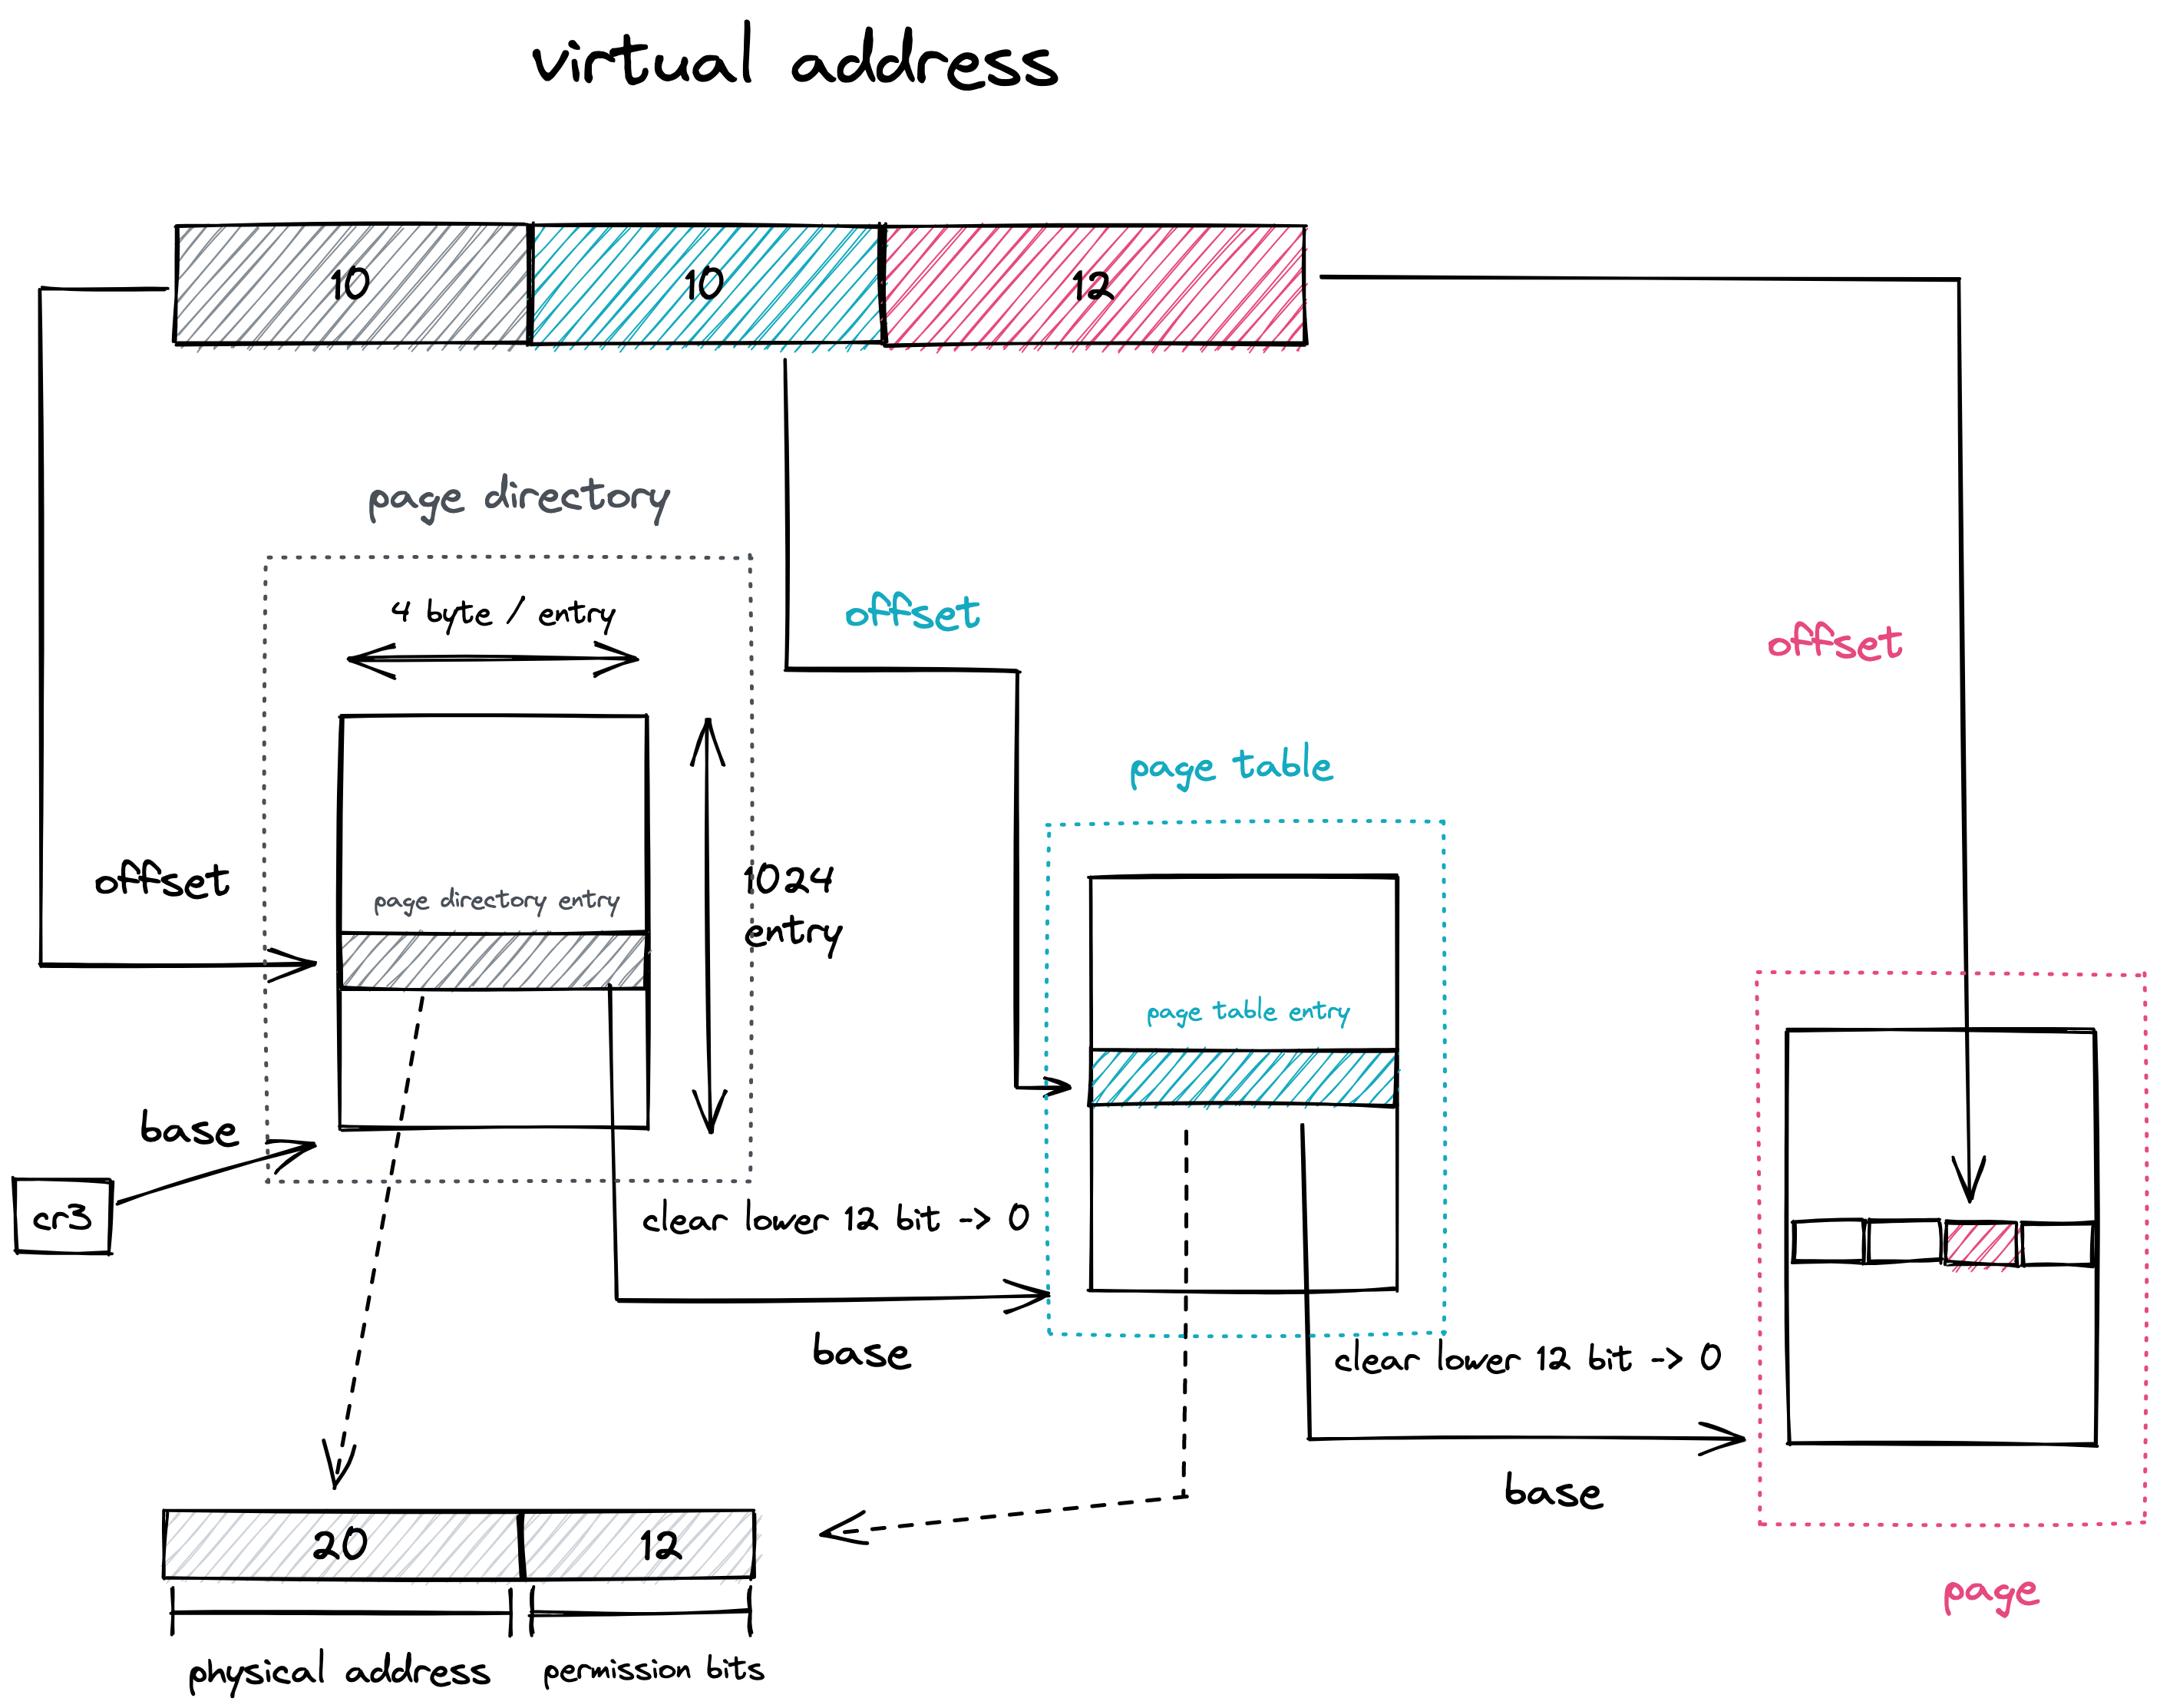 virtual address
10 10 12
page directory
4 byte / entry
offset
offset
page table
1024
entry
offset
page directory entry
page table entry
base
cr3
clear lower 12 bit -> 0
base
clear lower 12 bit -> 0
base
20 12
page
physical address permission bits